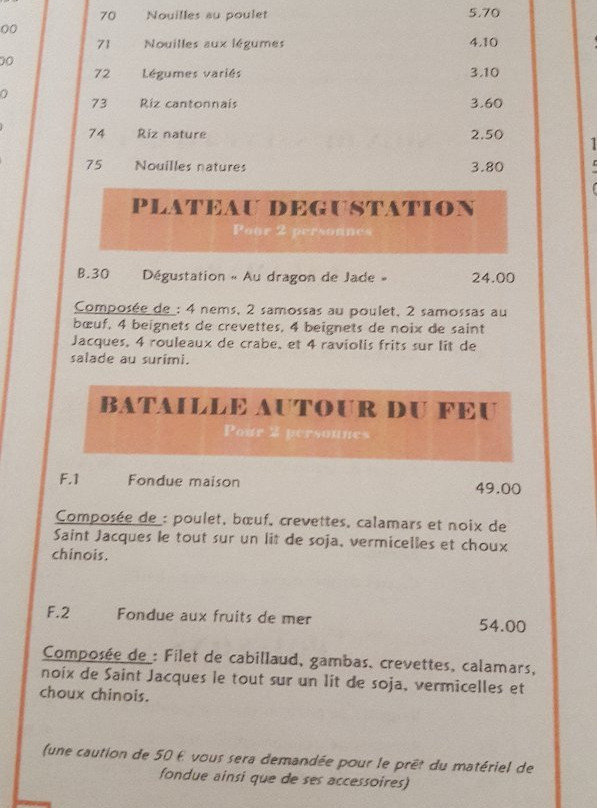 70 Nouilles au poulet 5.70
71 Nouilles aux légumes 4.10
72 Légumes variés 3.10
73 Riz cantonnais 3.60
74 Riz nature 2.50
75 Nouilles natures 3.80
PLATEAU DEGUSTATION
Pour 2 personnes
B.30 Dégustation « Au dragon de Jade » 24.00
Composée de : 4 nems, 2 samossas au poulet, 2 samossas au
bœuf, 4 beignets de crevettes, 4 beignets de noix de saint
Jacques, 4 rouleaux de crabe, et 4 raviolis frits sur lit de
salade au surimi.
BATAILLE AUTOUR DU FEU
Pour 2 personnes
F.1 Fondue maison 49.00
Composée de : poulet, bœuf, crevettes, calamars et noix de
Saint Jacques le tout sur un lit de soja, vermicelles et choux
chinois.
F.2 Fondue aux fruits de mer 54.00
Composée de : Filet de cabillaud, gambas, crevettes, calamars,
noix de Saint Jacques le tout sur un lit de soja, vermicelles et
choux chinois.
(une caution de 50 € vous sera demandée pour le prêt du matériel de
fondue ainsi que de ses accessoires)